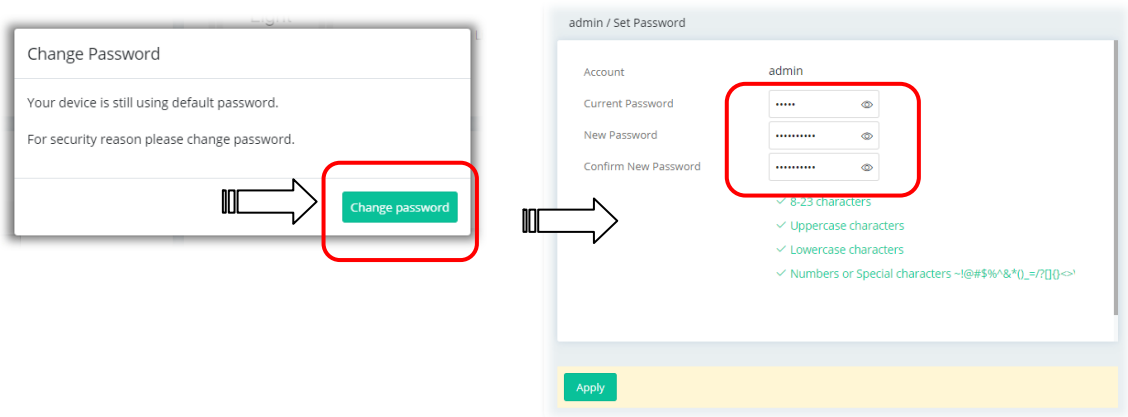 Eight
L
Change Password
Your device is still using default password.
For security reason please change password.
Change password
admin / Set Password
Account admin
Current Password •••••
New Password ••••••••••
Confirm New Password ••••••••••
✓ 8-23 characters
✓ Uppercase characters
✓ Lowercase characters
✓ Numbers or Special characters ~!@#$%^&*()_=/?[]{}<>'
Apply